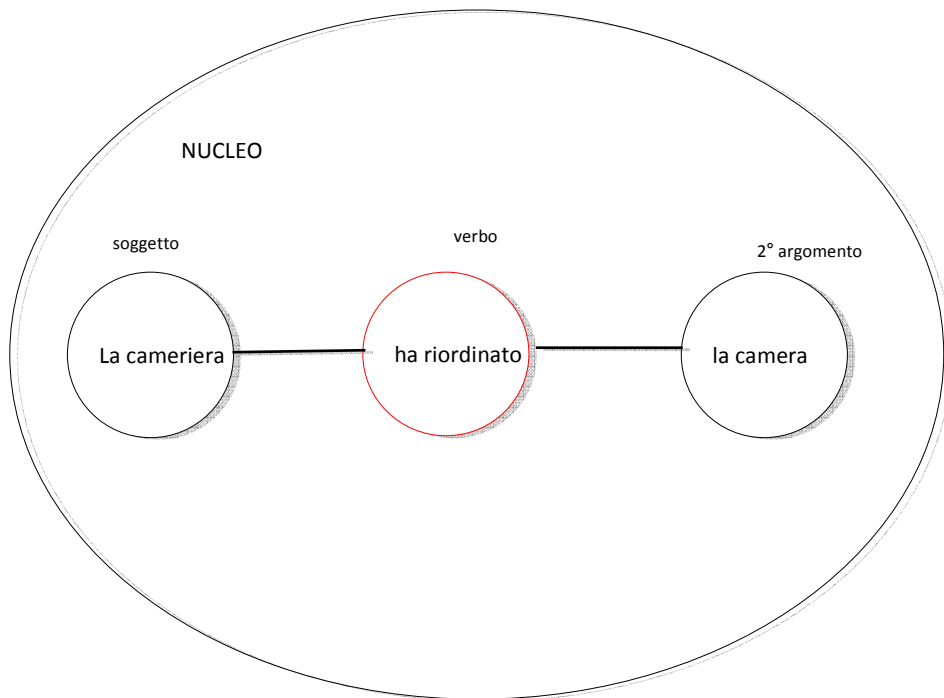 NUCLEO
soggetto
verbo
2° argomento
La cameriera
ha riordinato
la camera